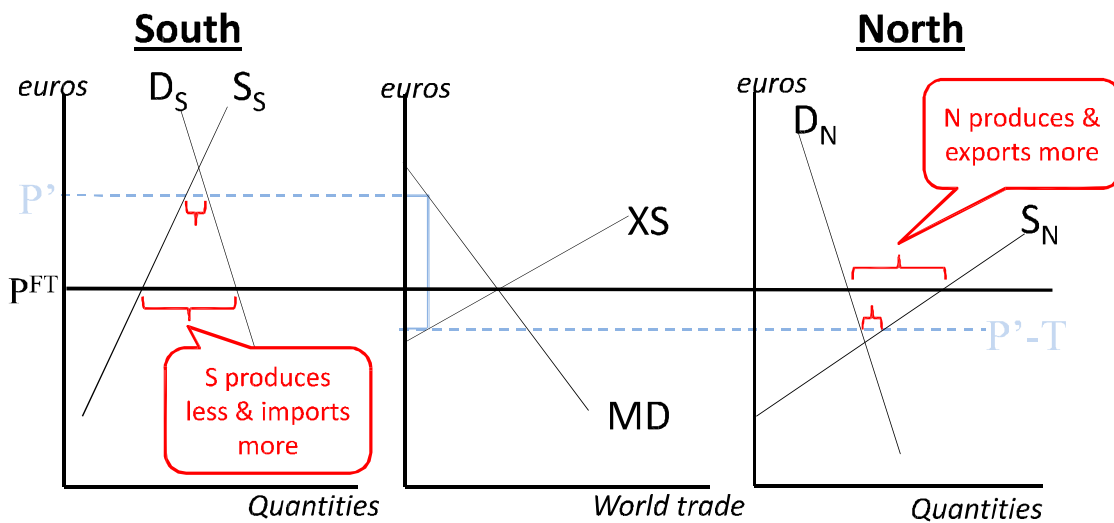 South
North
euros
euros
euros
D_S
S_S
D_N
N produces &
exports more
P’
XS
S_N
P^FT
P’-T
S produces
less & imports
more
MD
Quantities
World trade
Quantities